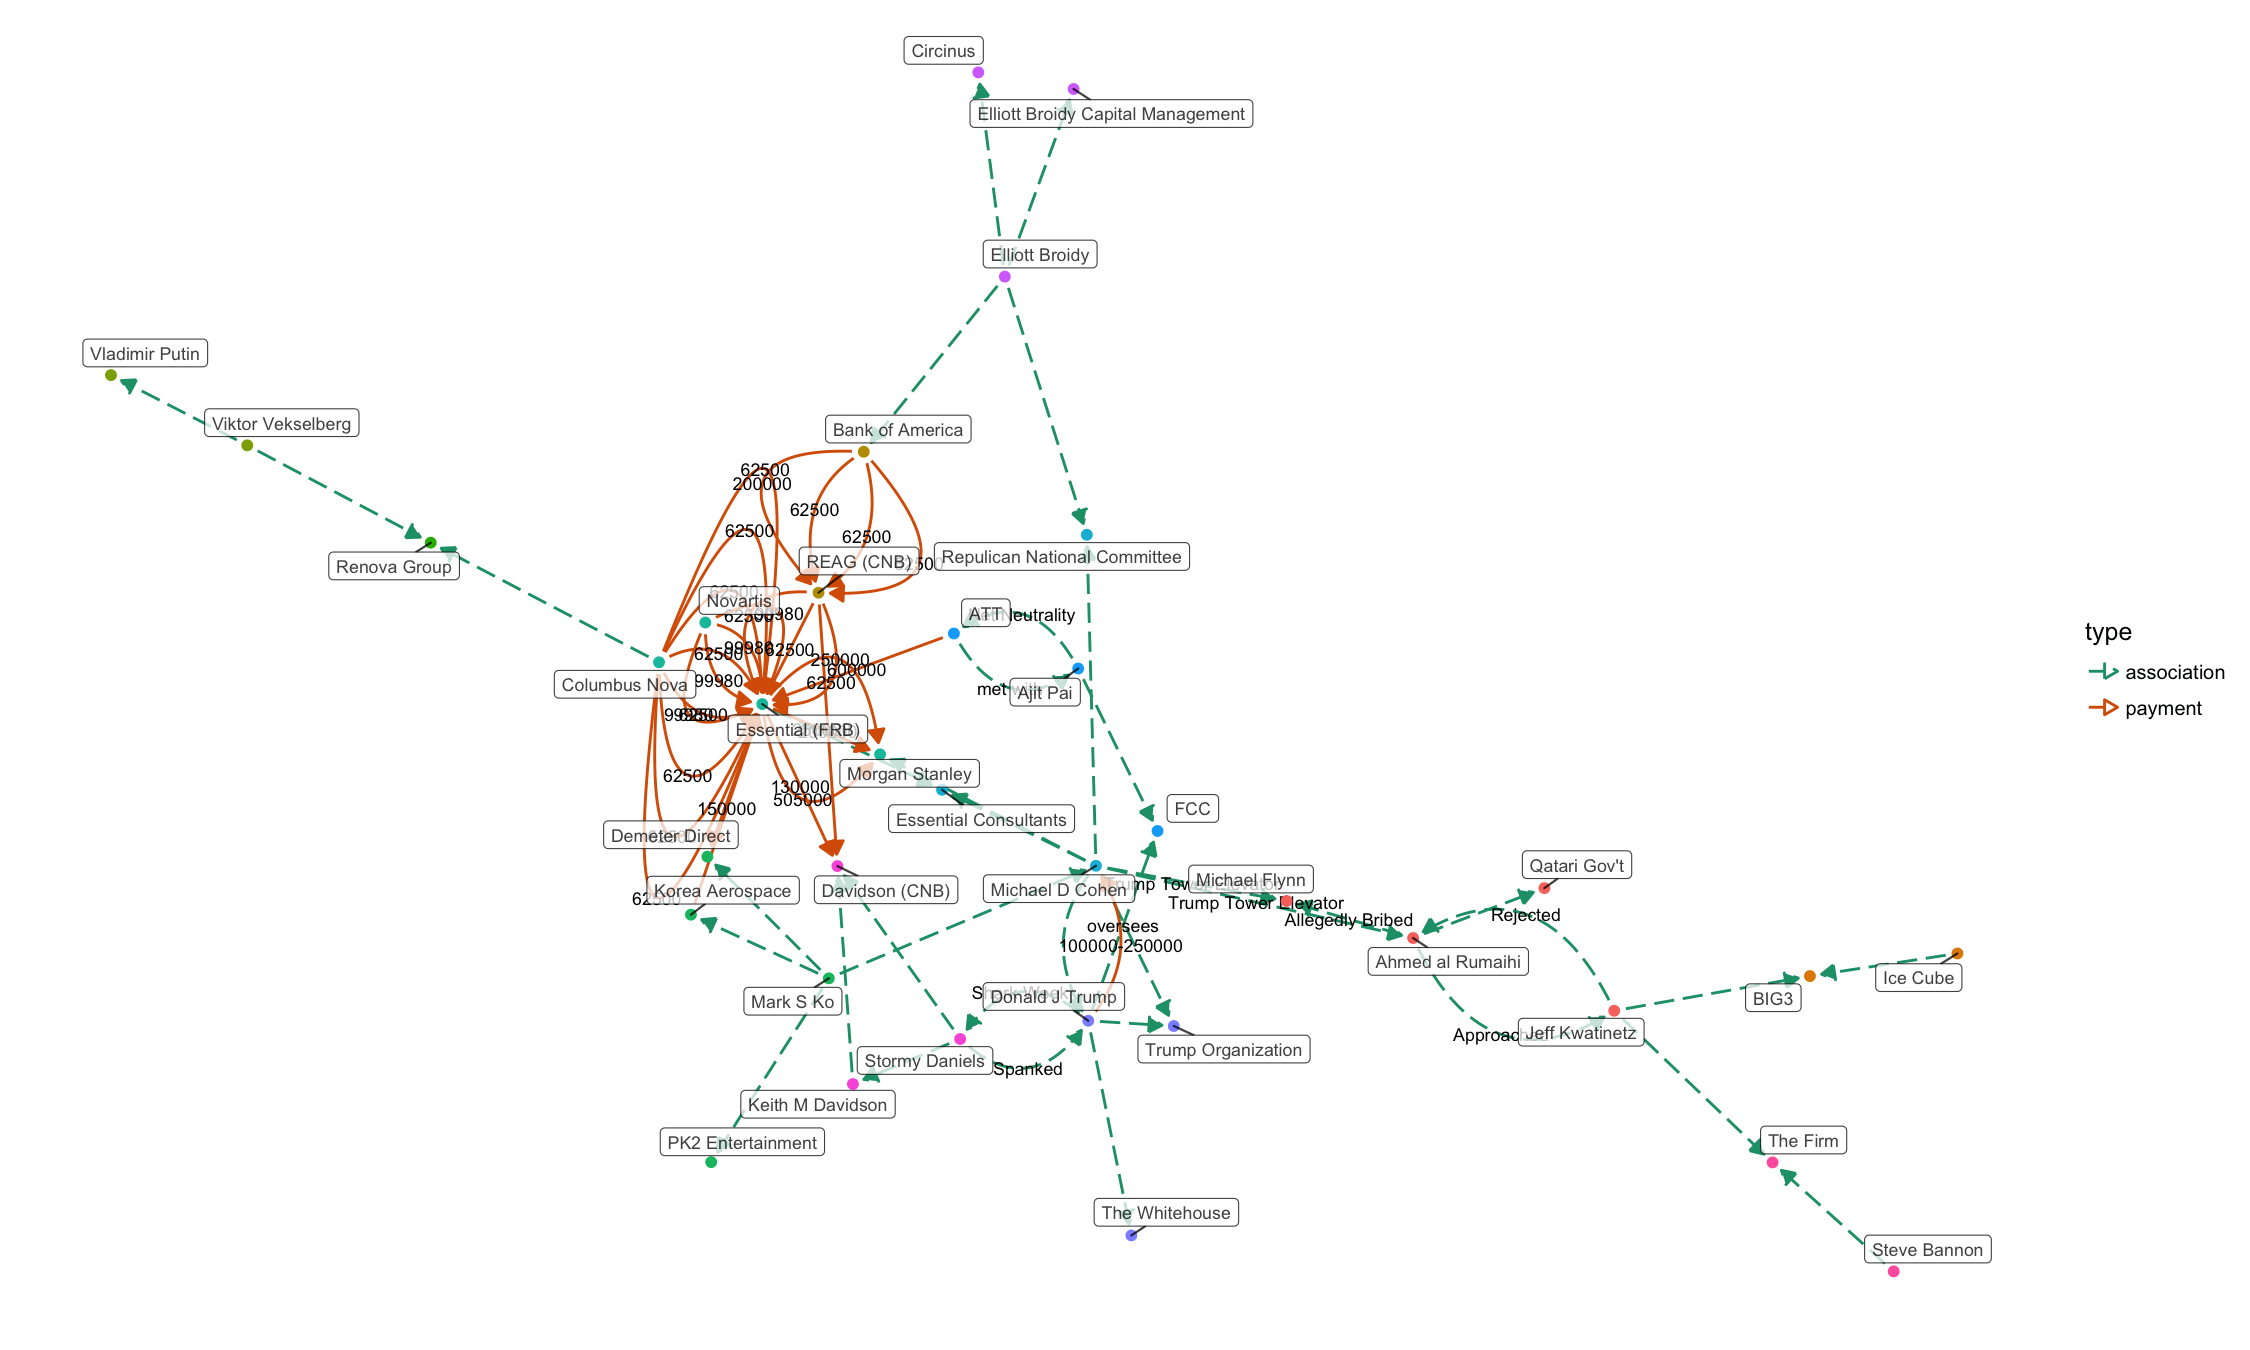 Circinus
Elliott Broidy Capital Management
Elliott Broidy
Vladimir Putin
Viktor Vekselberg
Bank of America
62500
200000
62500
62500
62500
Renova Group
REAG (CNB)
Repulican National Committee
62500
Novartis
62500
ATT
Neutrality
type
99980
62500
62500
250000
600000
association
Columbus Nova
99980
62500
met with
Ajit Pai
payment
62500
Essential (FRB)
Morgan Stanley
62500
130000
505000
150000
Essential Consultants
FCC
Demeter Direct
Qatari Gov't
Korea Aerospace
Davidson (CNB)
Michael D Cohen
Trump Tower Elevator
Michael Flynn
62500
Trump Tower Elevator
Allegedly Bribed
Rejected
oversees
100000-250000
Ahmed al Rumaihi
Ice Cube
Mark S Ko
Donald J Trump
BIG3
Jeff Kwatinetz
Stormy Daniels
Spanked
Trump Organization
Keith M Davidson
PK2 Entertainment
The Firm
The Whitehouse
Steve Bannon